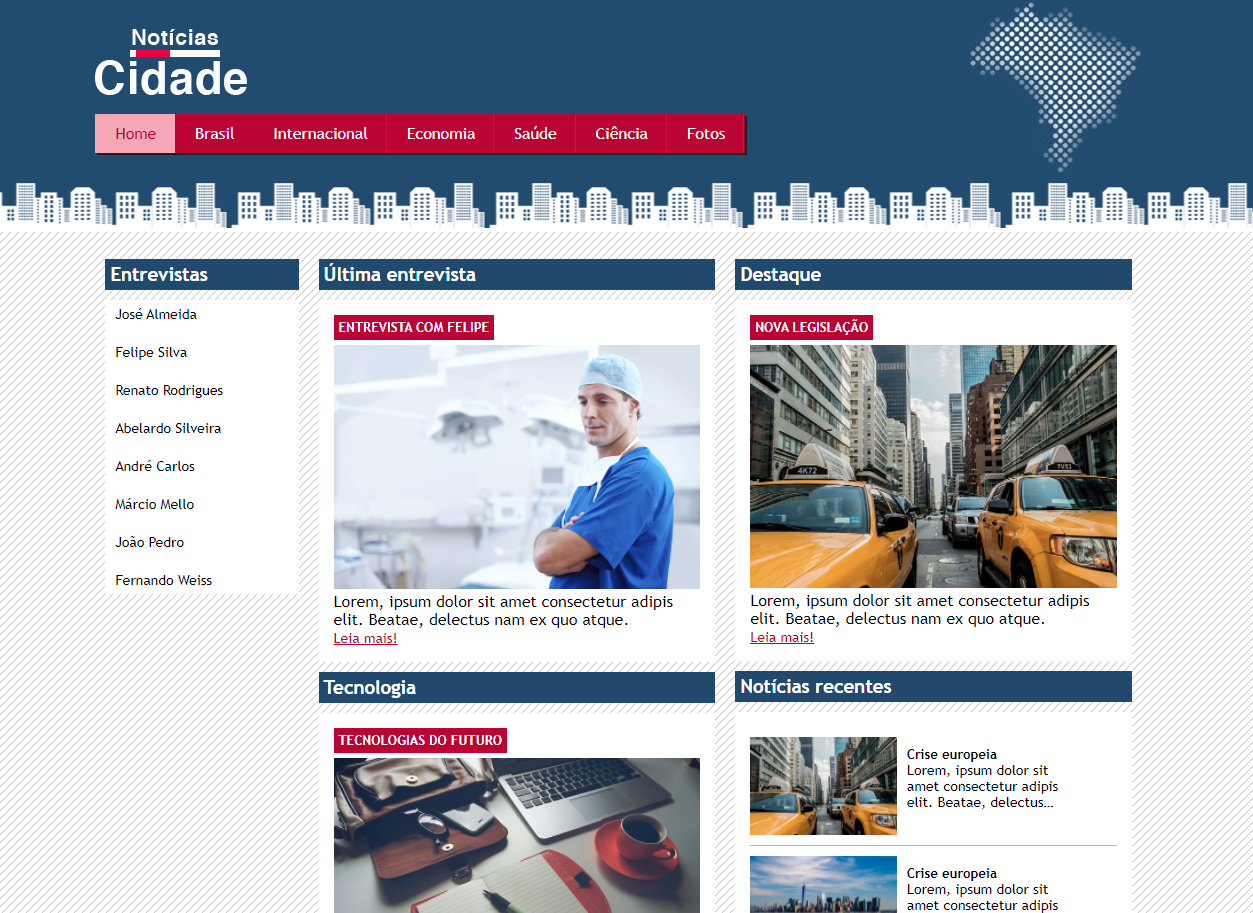 Notícias
Cidade
Home Brasil Internacional Economia Saúde Ciência Fotos
Entrevistas
José Almeida
Felipe Silva
Renato Rodrigues
Abelardo Silveira
André Carlos
Márcio Mello
João Pedro
Fernando Weiss
Última entrevista
ENTREVISTA COM FELIPE
Lorem, ipsum dolor sit amet consectetur adipis
elit. Beatae, delectus nam ex quo atque.
Leia mais!
Tecnologia
TECNOLOGIAS DO FUTURO
Destaque
NOVA LEGISLAÇÃO
4K72
7V53
Lorem, ipsum dolor sit amet consectetur adipis
elit. Beatae, delectus nam ex quo atque.
Leia mais!
Notícias recentes
Crise europeia
Lorem, ipsum dolor sit
amet consectetur adipis
elit. Beatae, delectus...
Crise europeia
Lorem, ipsum dolor sit
amet consectetur adipis